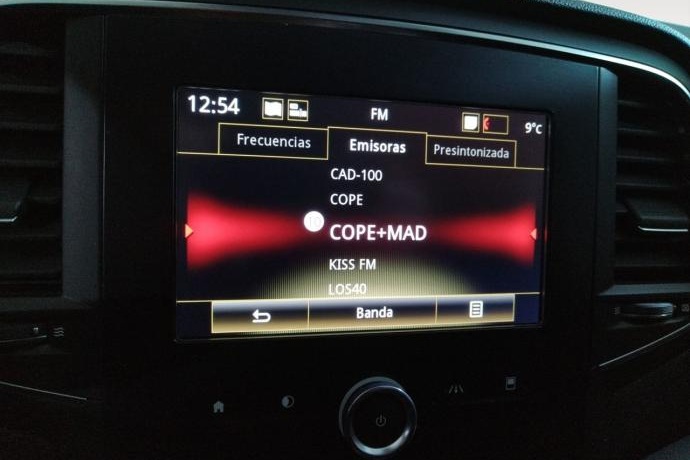 12:54
FM
9°C
Frecuencias
Emisoras
Presintonizada
CAD-100
COPE
COPE+MAD
KISS FM
LOS40
Banda